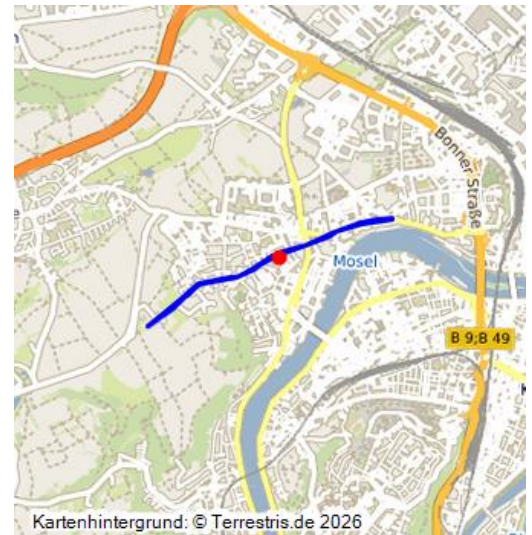 Bonner Straße
Mosel
B 9;B 49
K
Kartenhintergrund: © Terrestris.de 2026